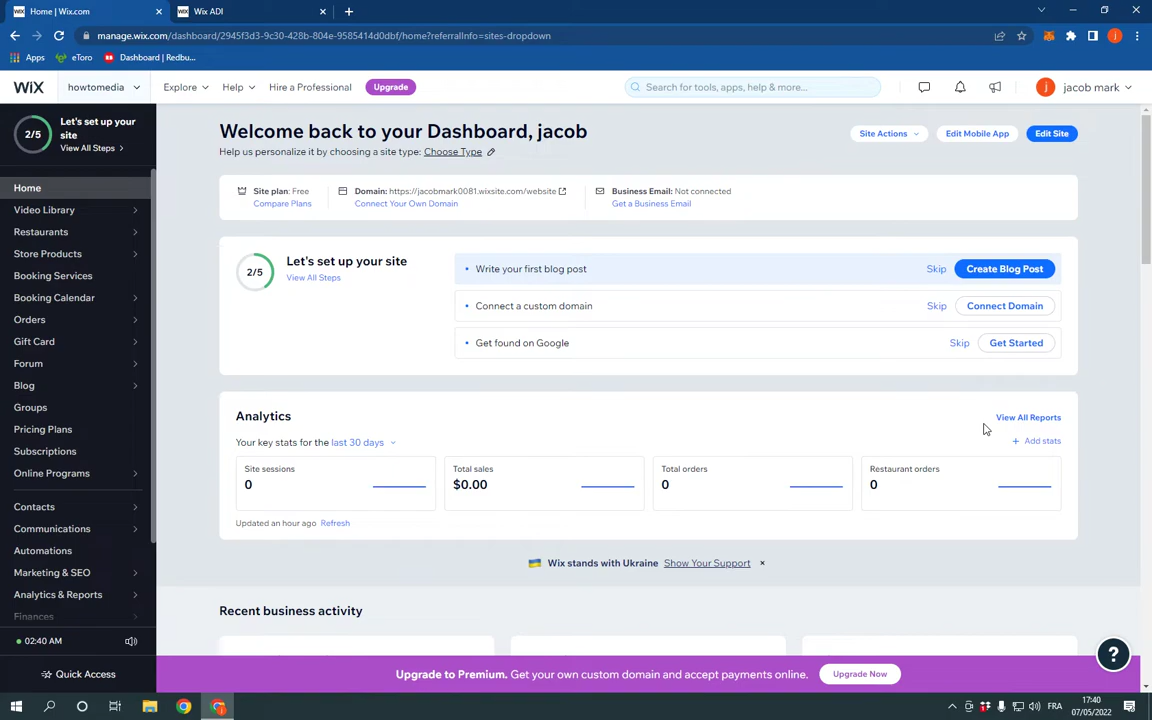 Home | Wix.com
Wix ADI
manage.wix.com/dashboard/2945f3d3-9c30-428b-804e-9585414d0dbf/home?referralInfo=sites-dropdown
Apps eToro Dashboard | Redbu...
WiX howtomedia Explore Help Hire a Professional Upgrade Search for tools, apps, help & more... jacob mark
2/5 Let's set up your site
View All Steps
Home
Video Library
Restaurants
Store Products
Booking Services
Booking Calendar
Orders
Gift Card
Forum
Blog
Groups
Pricing Plans
Subscriptions
Online Programs
Contacts
Communications
Automations
Marketing & SEO
Analytics & Reports
Finances
02:40 AM
Quick Access
Welcome back to your Dashboard, jacob
Site Actions Edit Mobile App Edit Site
Help us personalize it by choosing a site type: Choose Type
Site plan: Free Domain: https://jacobmark0081.wixsite.com/website Business Email: Not connected
Compare Plans Connect Your Own Domain Get a Business Email
2/5 Let's set up your site
View All Steps
Write your first blog post Skip Create Blog Post
Connect a custom domain Skip Connect Domain
Get found on Google Skip Get Started
Analytics View All Reports
Your key stats for the last 30 days + Add stats
Site sessions Total sales Total orders Restaurant orders
0 $0.00 0 0
Updated an hour ago Refresh
Wix stands with Ukraine Show Your Support ×
Recent business activity
Upgrade to Premium. Get your own custom domain and accept payments online. Upgrade Now
?
FRA
17:40
07/05/2022